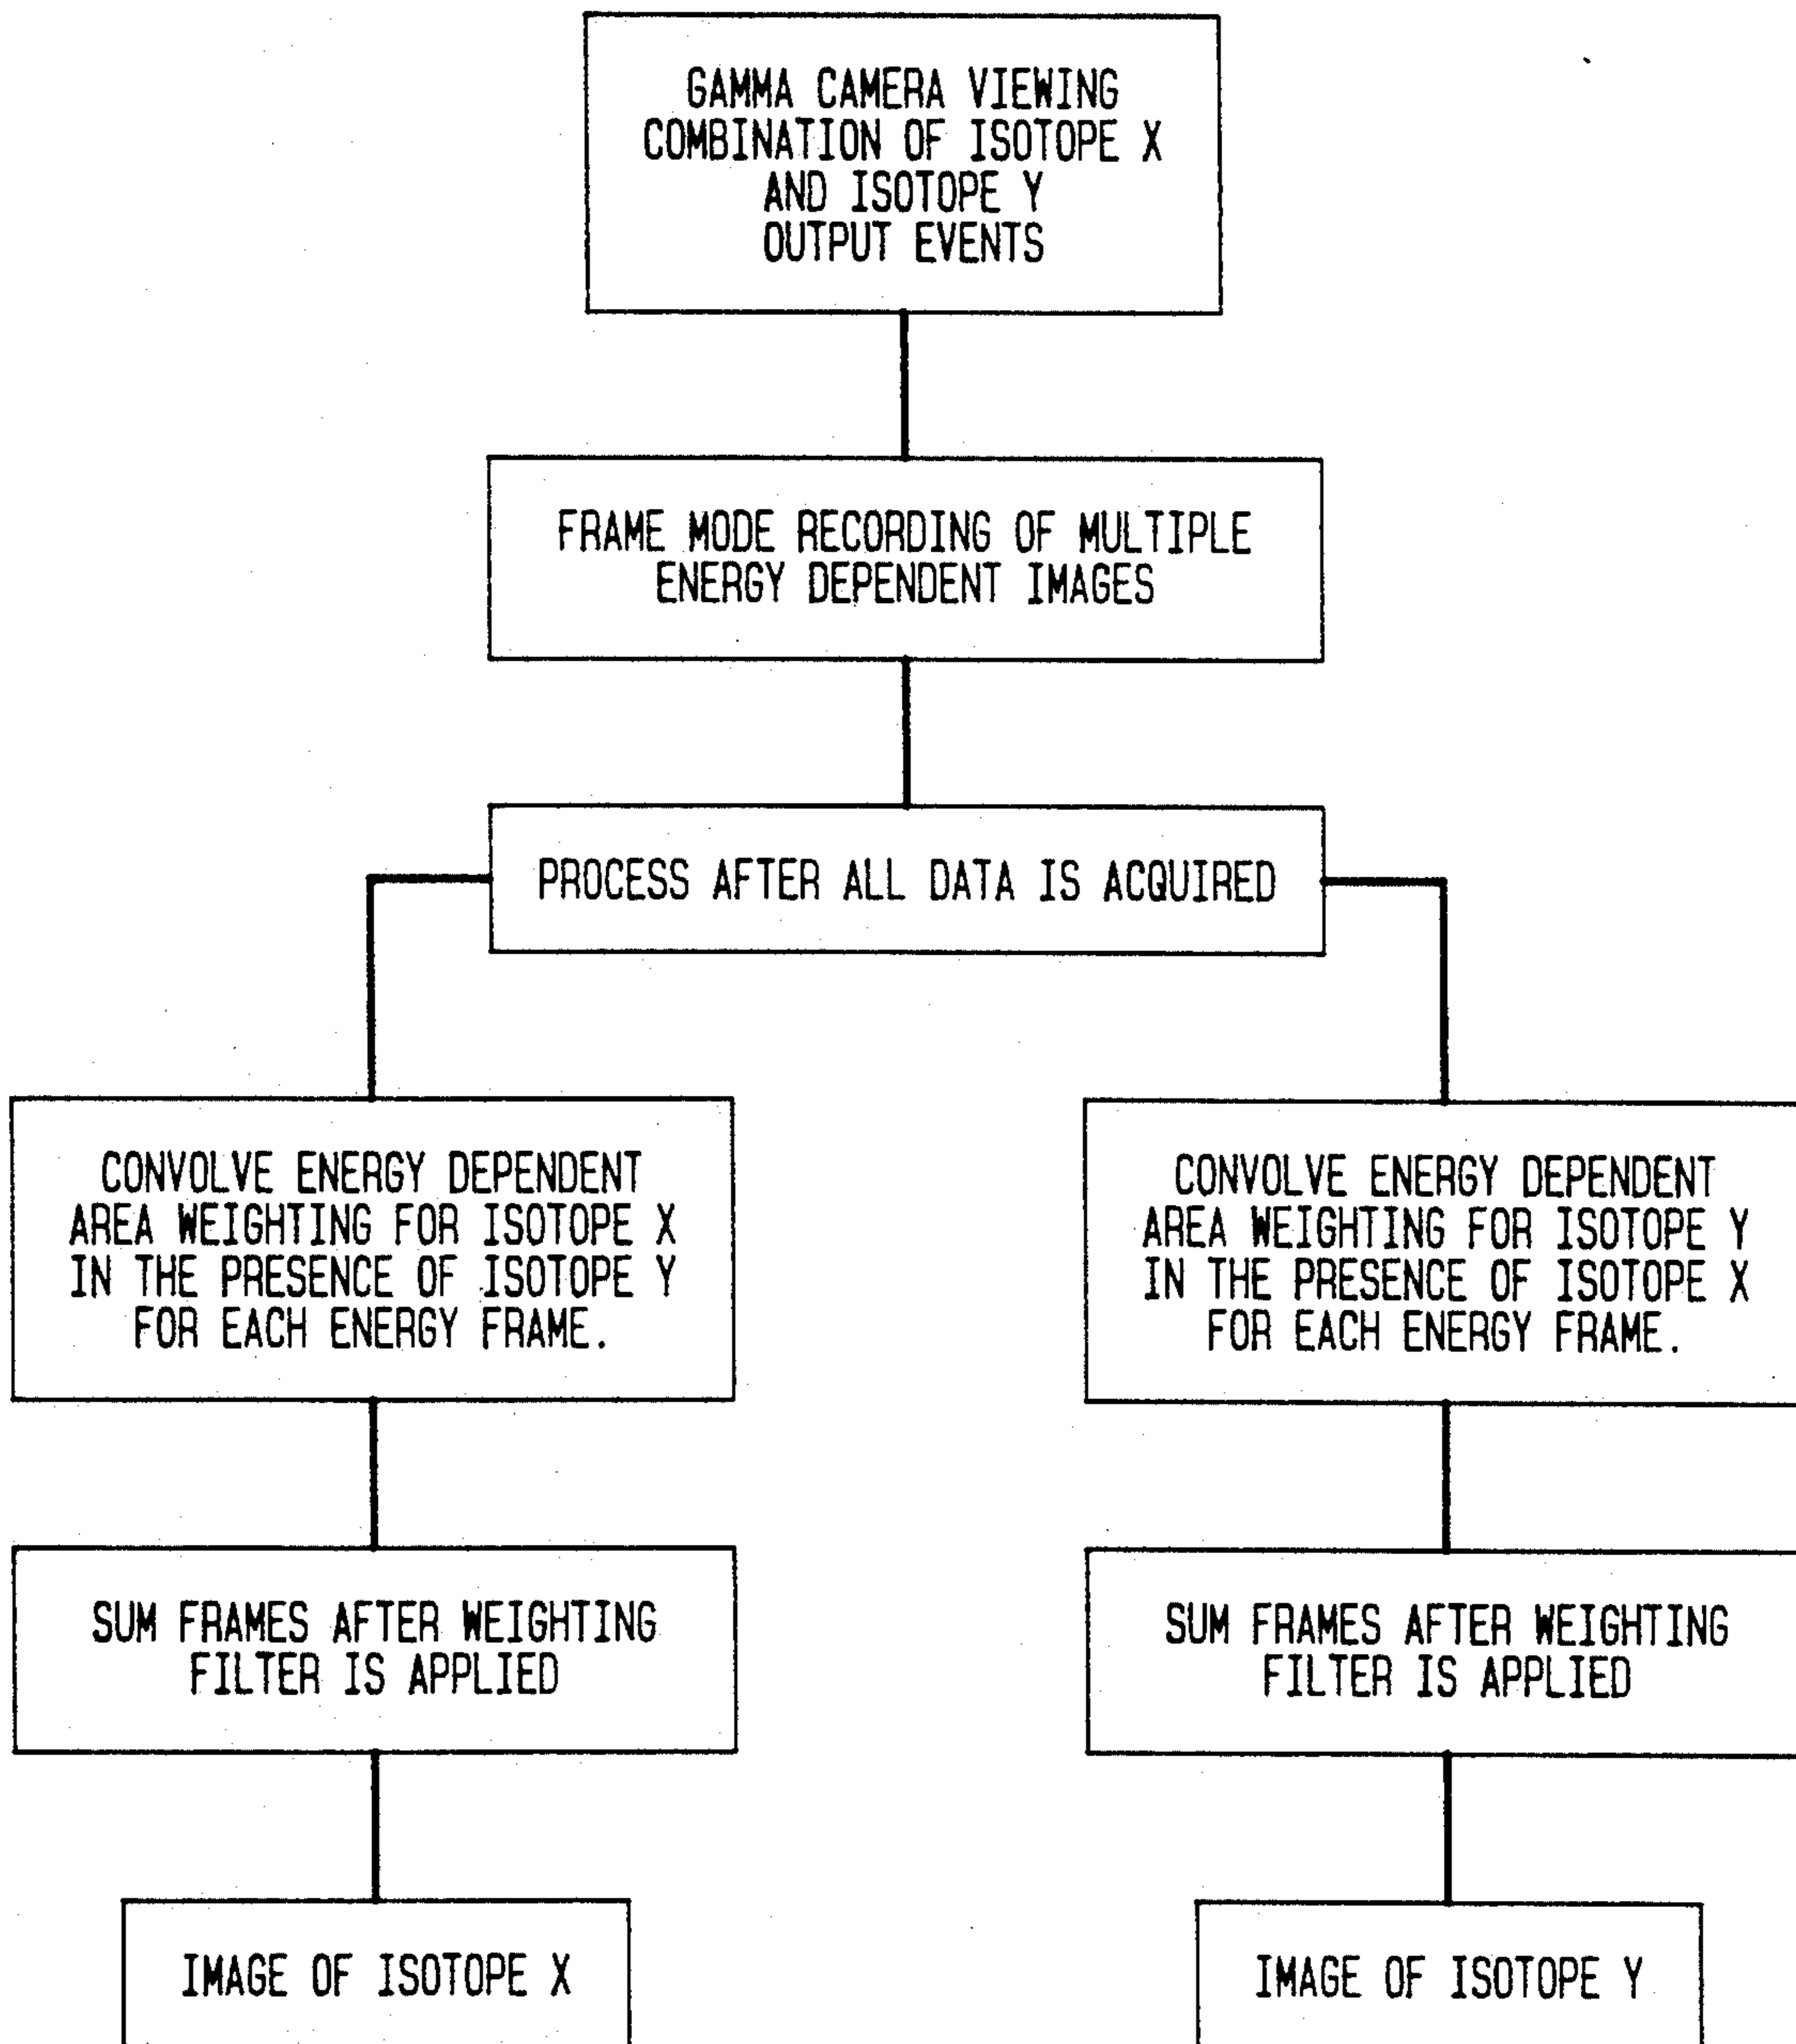 GAMMA CAMERA VIEWING
COMBINATION OF ISOTOPE X
AND ISOTOPE Y
OUTPUT EVENTS
FRAME MODE RECORDING OF MULTIPLE
ENERGY DEPENDENT IMAGES
PROCESS AFTER ALL DATA IS ACQUIRED
CONVOLVE ENERGY DEPENDENT
AREA WEIGHTING FOR ISOTOPE X
IN THE PRESENCE OF ISOTOPE Y
FOR EACH ENERGY FRAME.
CONVOLVE ENERGY DEPENDENT
AREA WEIGHTING FOR ISOTOPE Y
IN THE PRESENCE OF ISOTOPE X
FOR EACH ENERGY FRAME.
SUM FRAMES AFTER WEIGHTING
FILTER IS APPLIED
SUM FRAMES AFTER WEIGHTING
FILTER IS APPLIED
IMAGE OF ISOTOPE X
IMAGE OF ISOTOPE Y